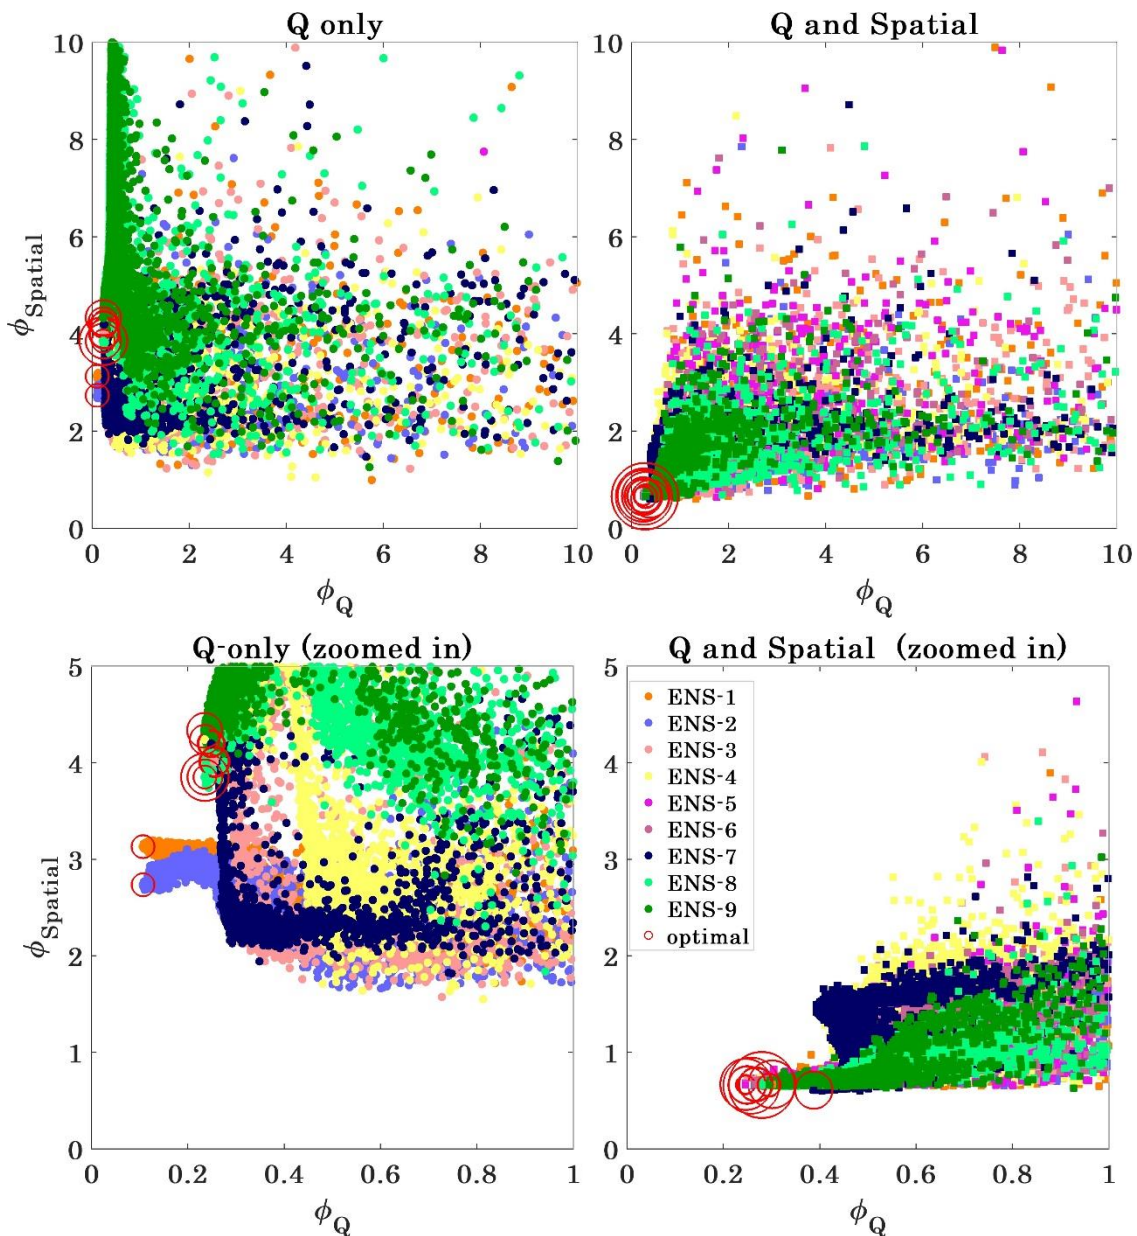 Q only
10
8
6
4
2
0
0 2 4 6 8 10
ϕSpatial
ϕQ
Q and Spatial
10
8
6
4
2
0
2 4 6 8 10
ϕQ
Q-only (zoomed in)
5
4
3
2
1
0
0 0.2 0.4 0.6 0.8 1
ϕSpatial
ϕQ
Q and Spatial (zoomed in)
5
4
3
2
1
0
0 0.2 0.4 0.6 0.8 1
ϕQ
ENS-1
ENS-2
ENS-3
ENS-4
ENS-5
ENS-6
ENS-7
ENS-8
ENS-9
optimal